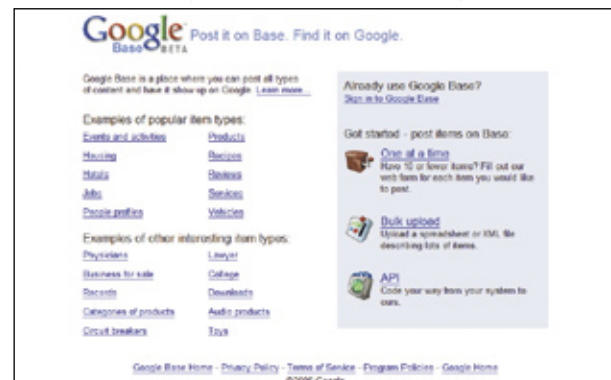 Google
Base BETA
Post it on Base. Find it on Google.
Google Base is a place where you can post all types
of content and have it show up on Google. Learn more...
Examples of popular item types:
Events and activities Products
Housing Recipes
Hotels Reviews
Jobs Services
People profiles Vehicles
Examples of other interesting item types:
Physicians Lawyer
Business for sale College
Records Downloads
Categories of products Audio products
Circuit breakers Toys
Already use Google Base?
Sign in to Google Base
Get started - post items on Base:
One at a time
Have 10 or fewer items? Fill out our
web form for each item you would like
to post.
Bulk upload
Upload a spreadsheet or XML file
describing lots of items.
API
Code your way from your system to
ours.
Google Base Home - Privacy Policy - Terms of Service - Program Policies - Google Home
Google